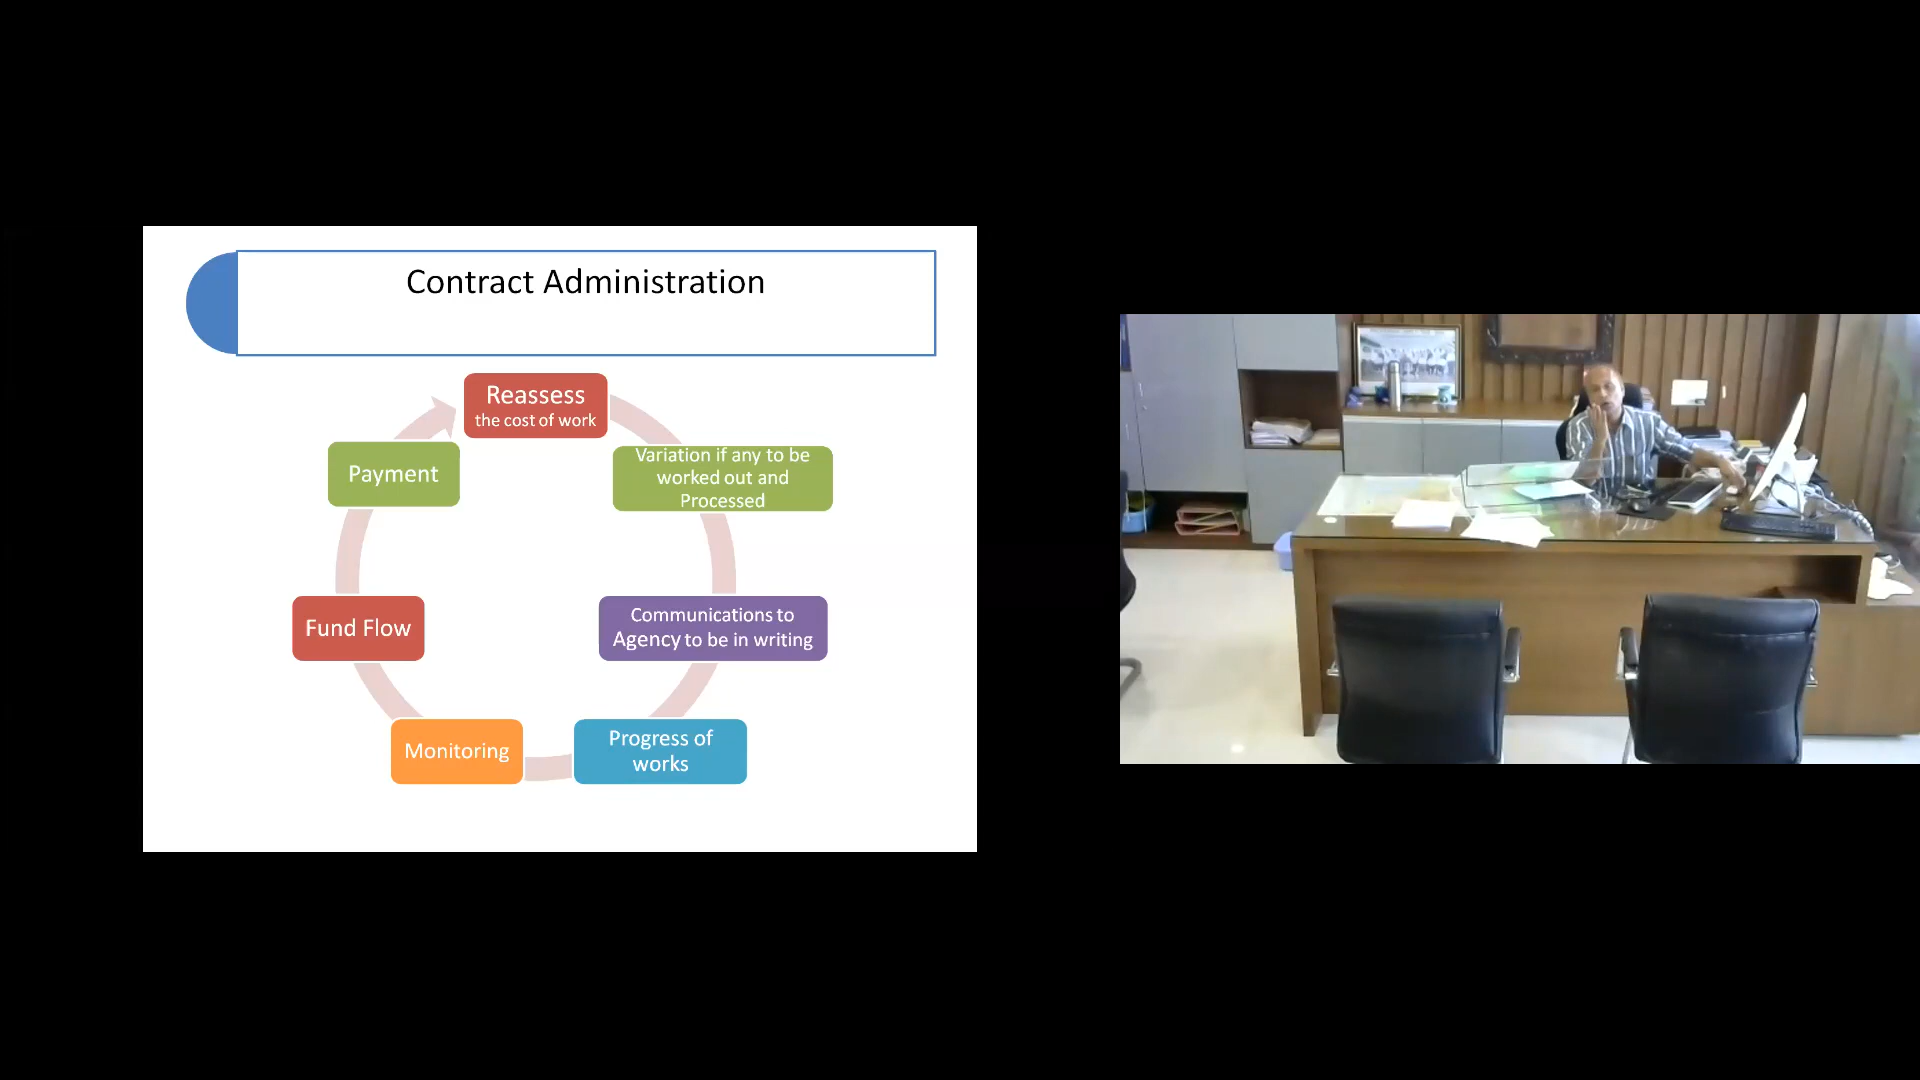 Contract Administration
Reassess
the cost of work
Variation if any to be
worked out and
Processed
Communications to
Agency to be in writing
Progress of
works
Monitoring
Fund Flow
Payment